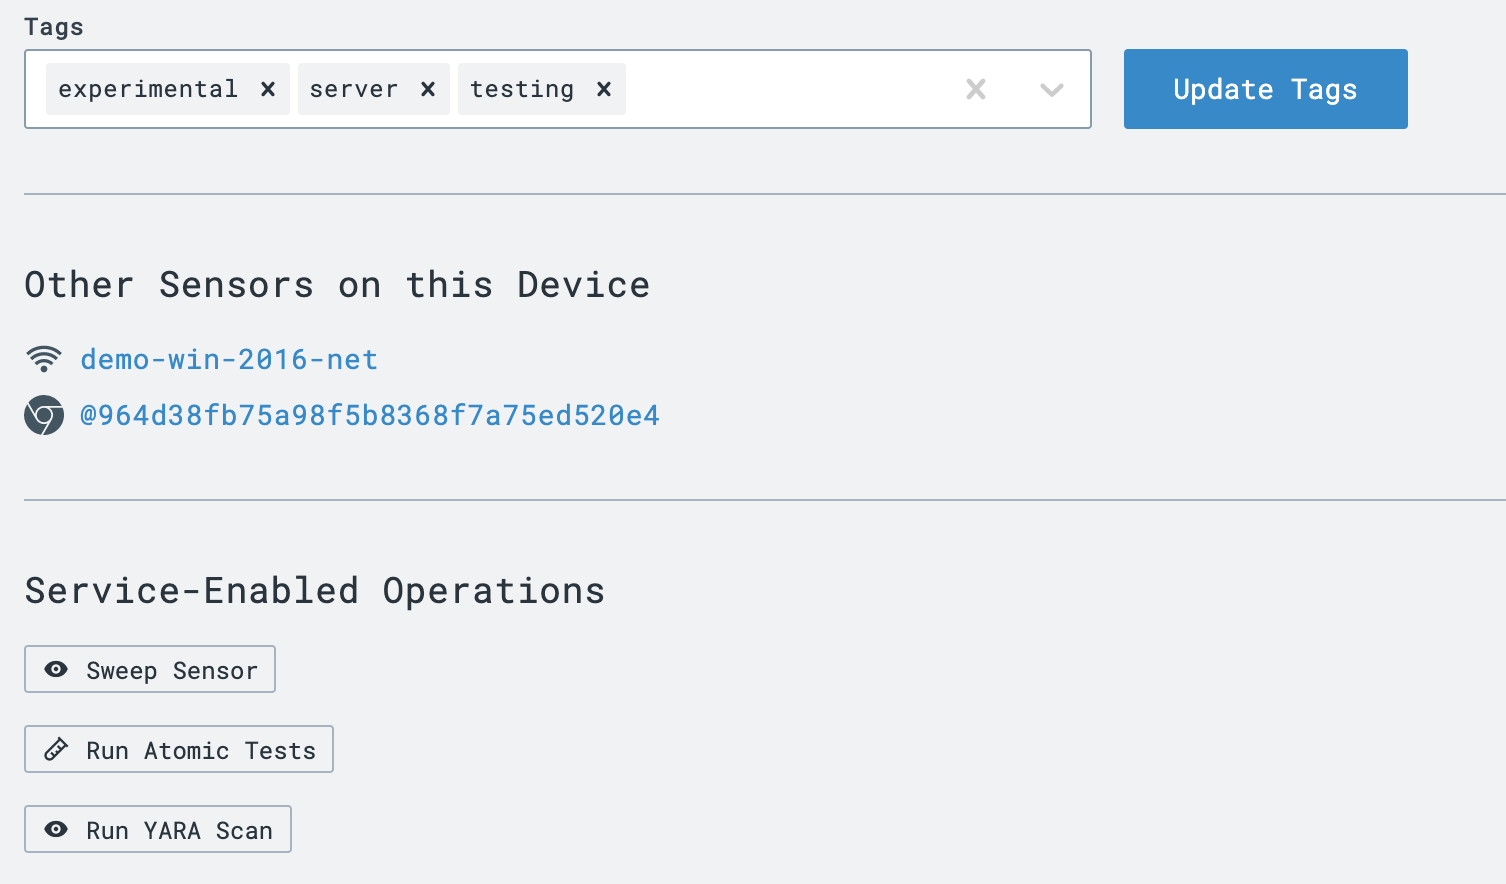 Tags
experimental server testing Update Tags
Other Sensors on this Device
demo-win-2016-net
@964d38fb75a98f5b8368f7a75ed520e4
Service-Enabled Operations
Sweep Sensor
Run Atomic Tests
Run YARA Scan